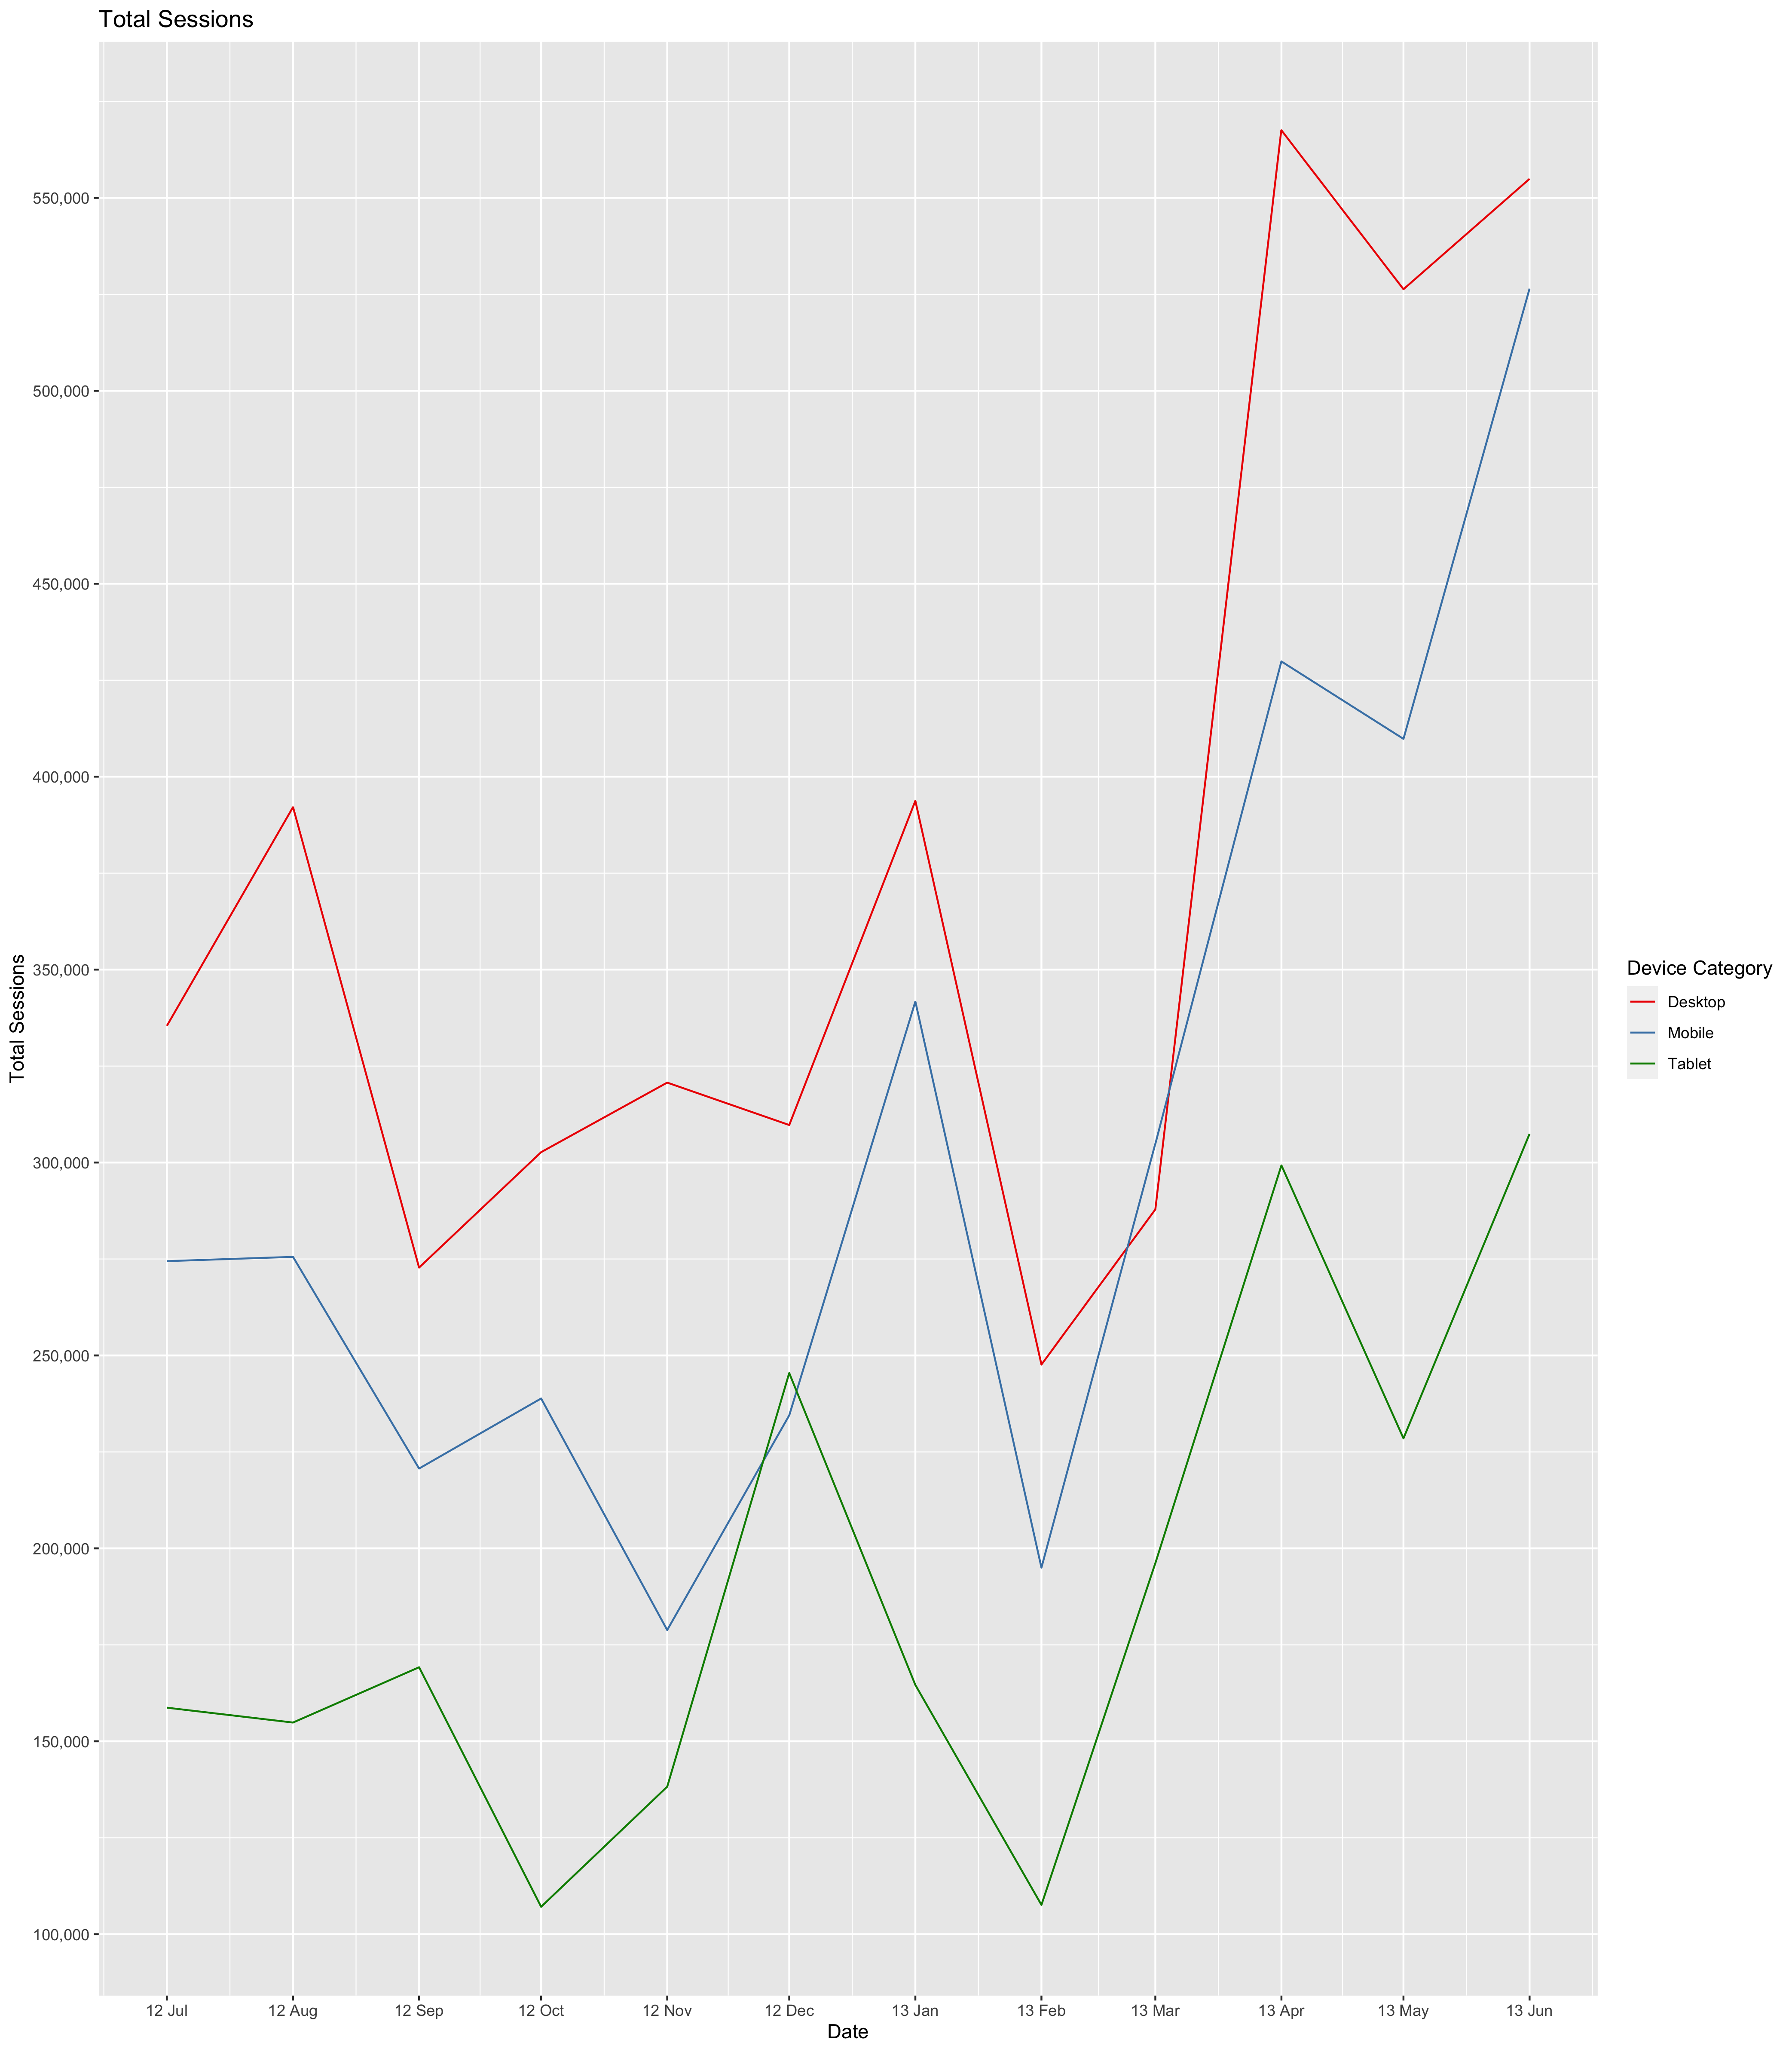 Total Sessions
550,000
500,000
450,000
400,000
350,000
300,000
250,000
200,000
150,000
100,000
Total Sessions
12 Jul 12 Aug 12 Sep 12 Oct 12 Nov 12 Dec 13 Jan 13 Feb 13 Mar 13 Apr 13 May 13 Jun
Date
Device Category
Desktop
Mobile
Tablet